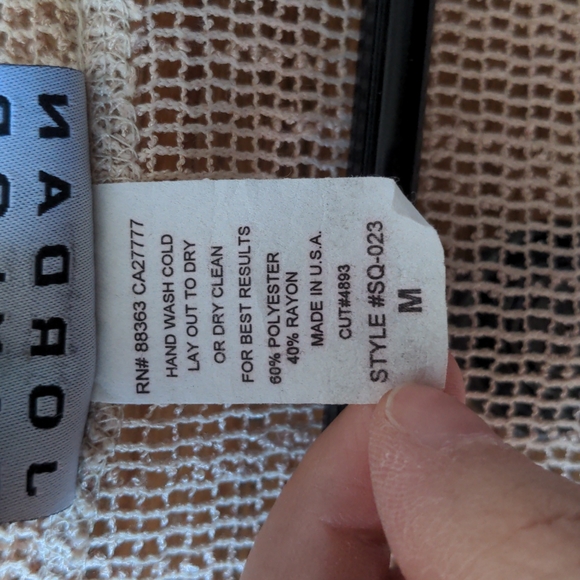 JORDAN
RN# 88363 CA27777
HAND WASH COLD
LAY OUT TO DRY
OR DRY CLEAN
FOR BEST RESULTS
60% POLYESTER
40% RAYON
MADE IN U.S.A.
CUT#4893
STYLE #SQ-023
M